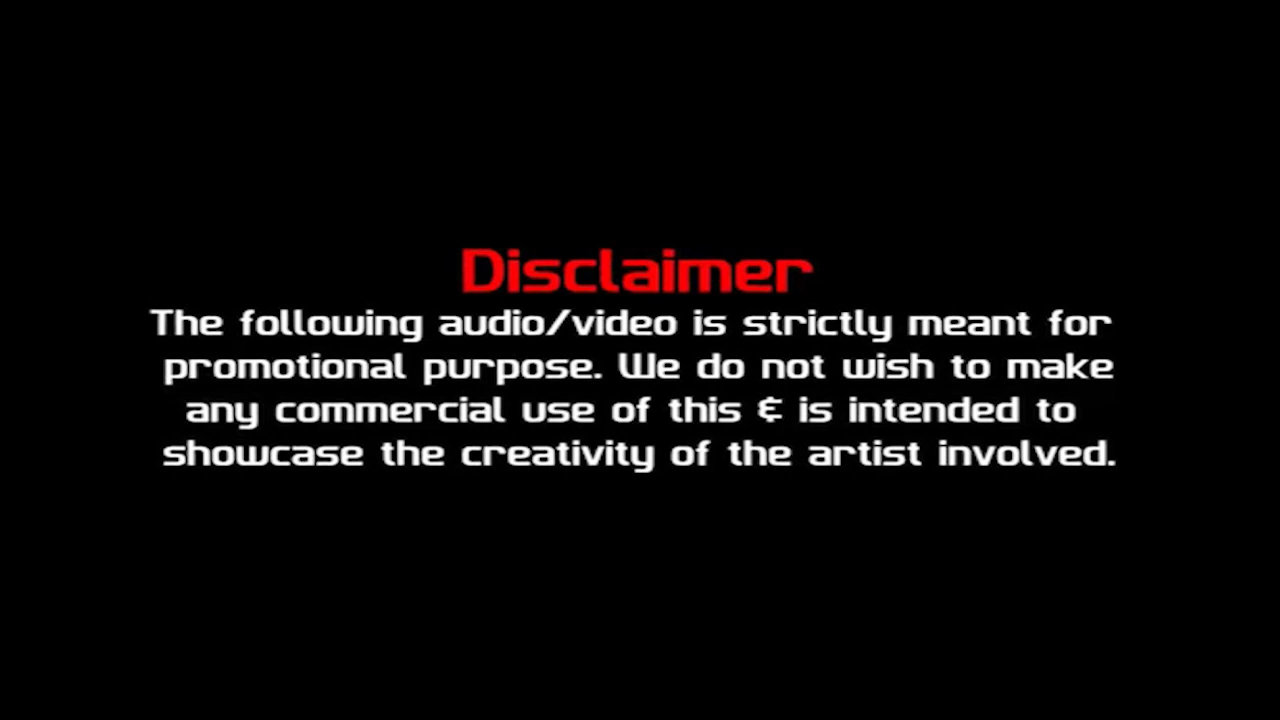 Disclaimer
The following audio/video is strictly meant for
promotional purpose. We do not wish to make
any commercial use of this & is intended to
showcase the creativity of the artist involved.